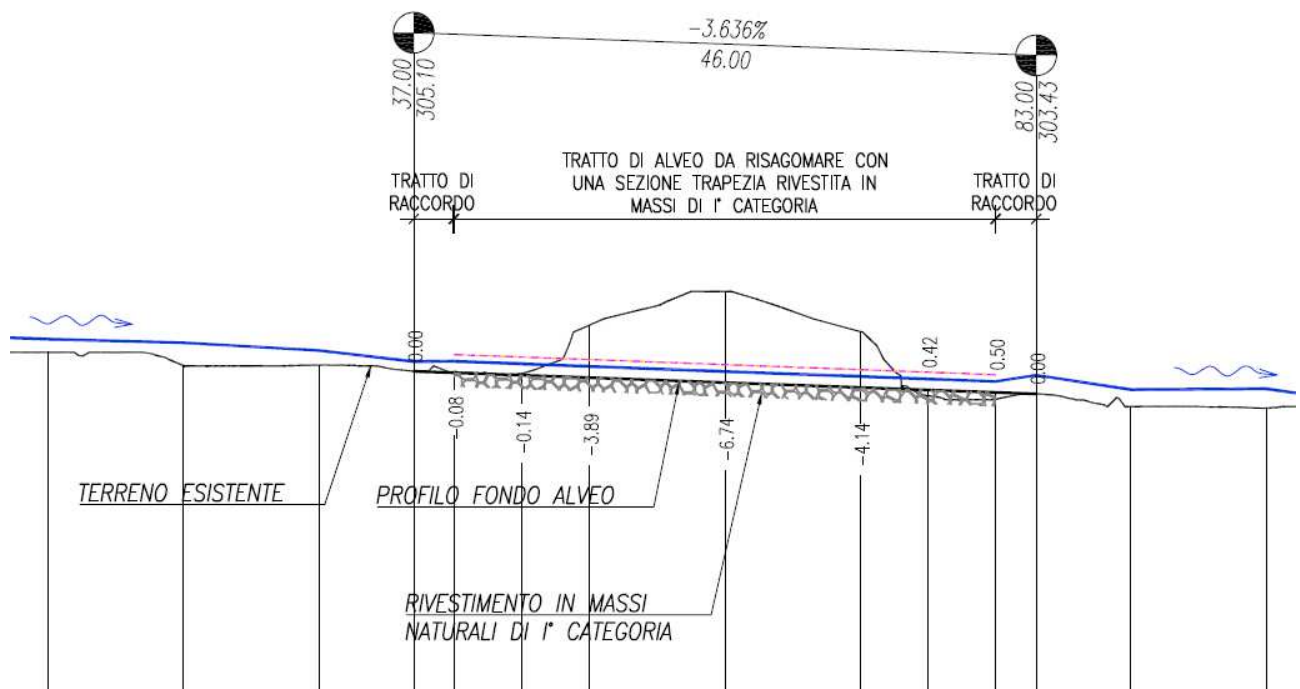 -3.636%
46.00
37.00
305.10
83.00
303.43
TRATTO DI
RACCORDO
TRATTO DI ALVEO DA RISAGOMARE CON
UNA SEZIONE TRAPEZIA RIVESTITA IN
MASSI DI I° CATEGORIA
TRATTO DI
RACCORDO
0.00
-0.08
-0.14
-3.89
-6.74
-4.14
0.42
0.50
0.00
TERRENO ESISTENTE
PROFILO FONDO ALVEO
RIVESTIMENTO IN MASSI
NATURALI DI I° CATEGORIA